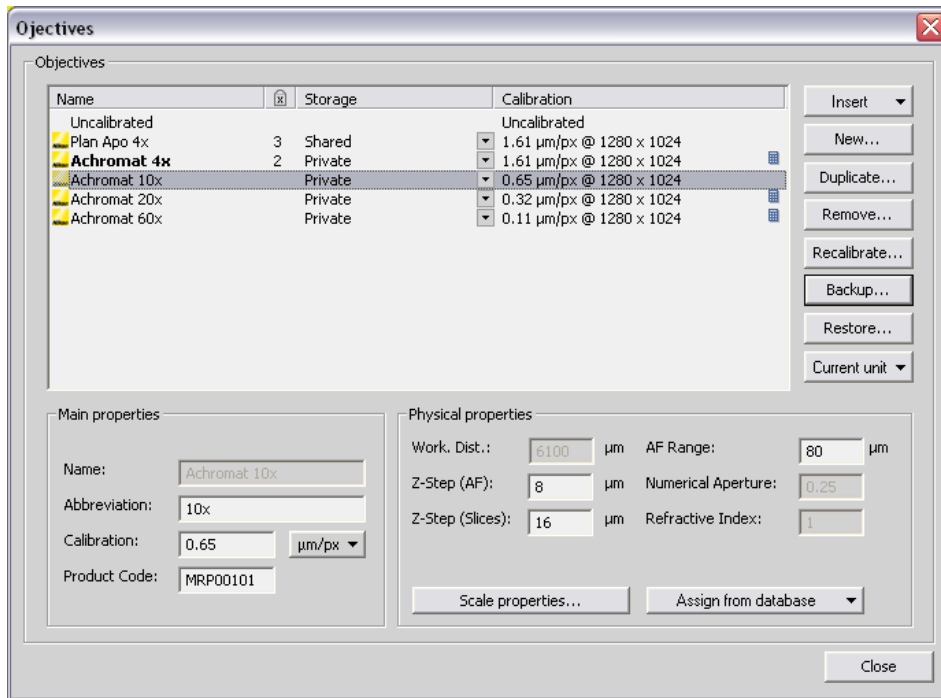 Ojectives
Objectives
Name x Storage Calibration
Uncalibrated Uncalibrated
Plan Apo 4x 3 Shared 1.61 µm/px @ 1280 x 1024
Achromat 4x 2 Private 1.61 µm/px @ 1280 x 1024
Achromat 10x Private 0.65 µm/px @ 1280 x 1024
Achromat 20x Private 0.32 µm/px @ 1280 x 1024
Achromat 60x Private 0.11 µm/px @ 1280 x 1024
Insert
New...
Duplicate...
Remove...
Recalibrate...
Backup...
Restore...
Current unit
Main properties
Name: Achromat 10x
Abbreviation: 10x
Calibration: 0.65 µm/px
Product Code: MRP00101
Physical properties
Work. Dist.: 6100 µm AF Range: 80 µm
Z-Step (AF): 8 µm Numerical Aperture: 0.25
Z-Step (Slices): 16 µm Refractive Index: 1
Scale properties... Assign from database
Close